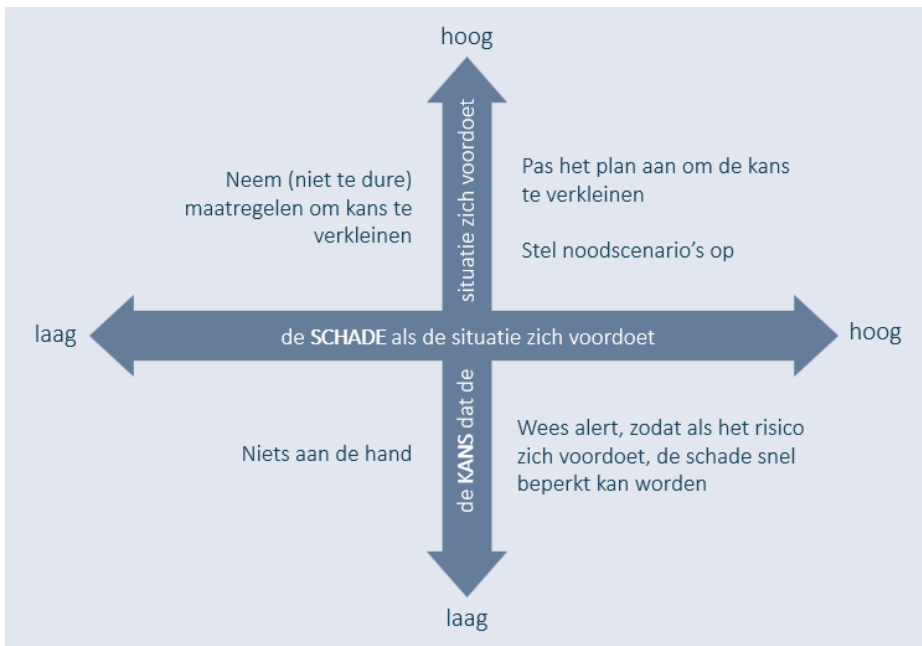 hoog
Neem (niet te dure)
maatregelen om kans te
verkleinen
Pas het plan aan om de kans
te verkleinen
Stel noodscenario's op
laag
de SCHADE als de situatie zich voordoet
hoog
de KANS dat de situatie zich voordoet
Niets aan de hand
Wees alert, zodat als het risico
zich voordoet, de schade snel
beperkt kan worden
laag